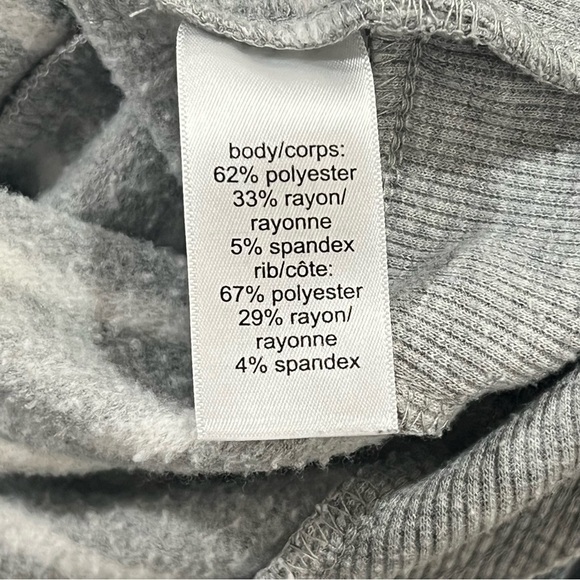 body/corps:
62% polyester
33% rayon/
rayonne
5% spandex
rib/côte:
67% polyester
29% rayon/
rayonne
4% spandex